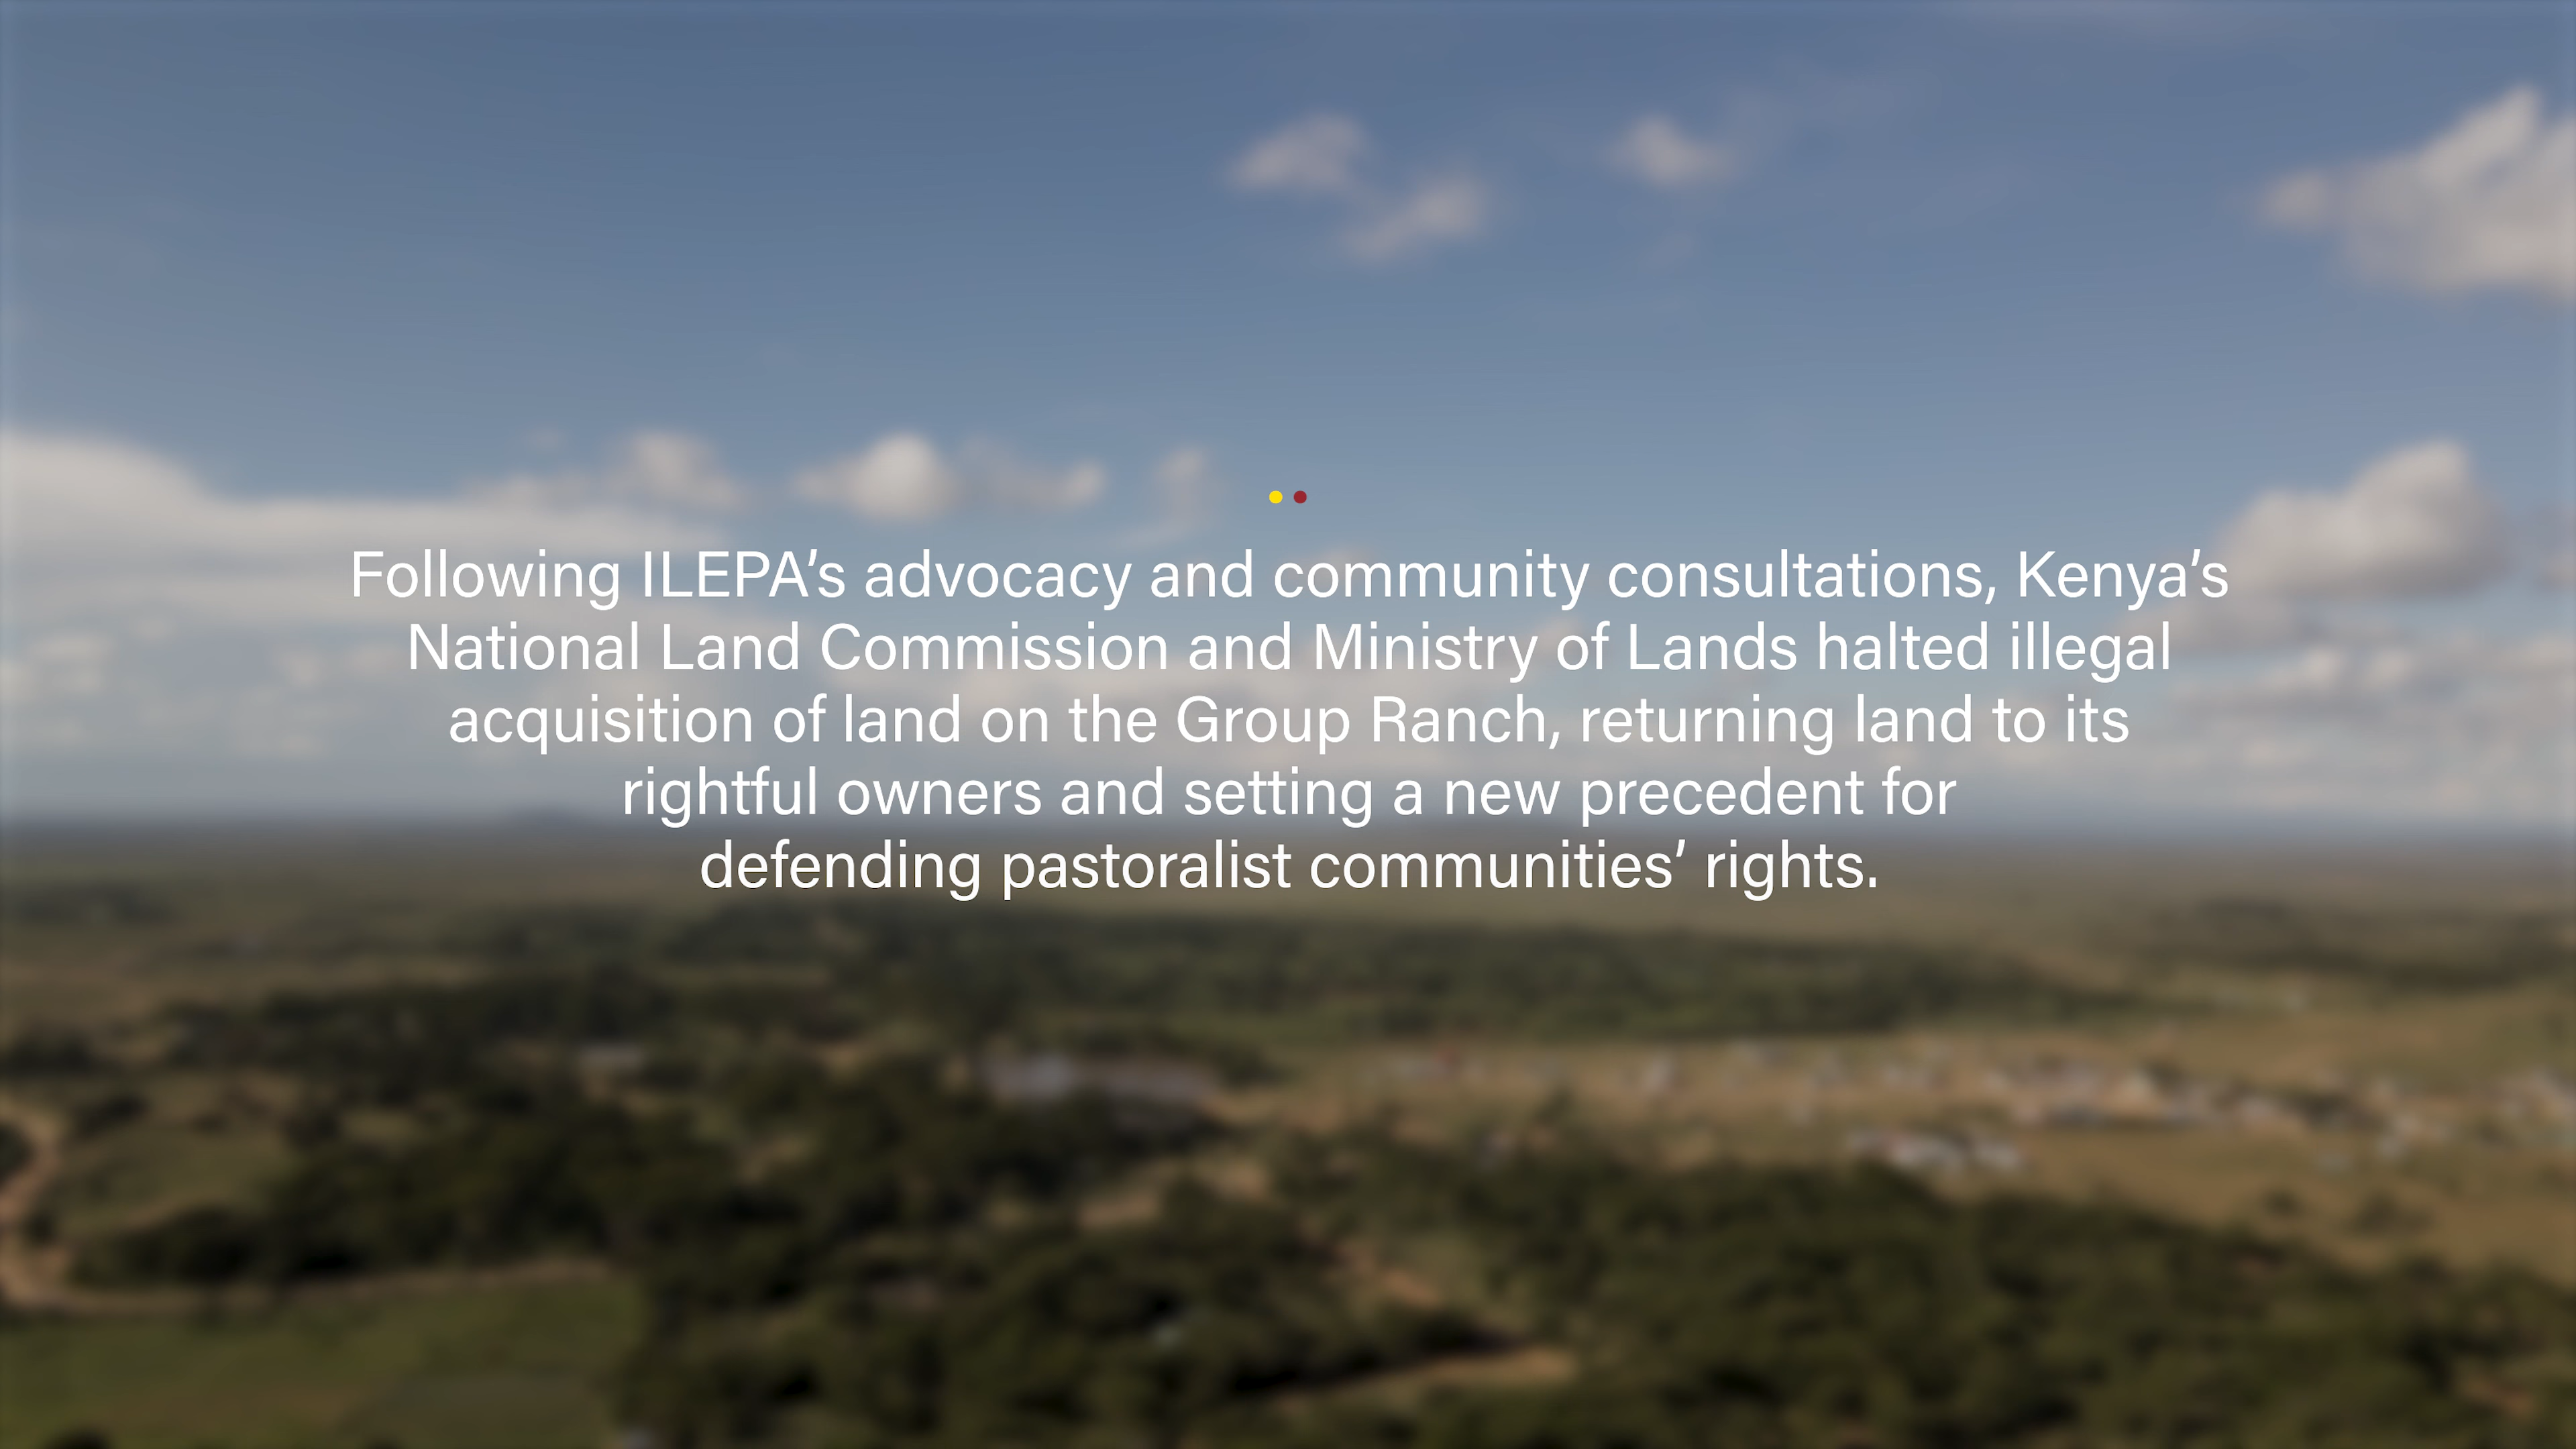 Following ILEPA’s advocacy and community consultations, Kenya’s
National Land Commission and Ministry of Lands halted illegal
acquisition of land on the Group Ranch, returning land to its
rightful owners and setting a new precedent for
defending pastoralist communities’ rights.